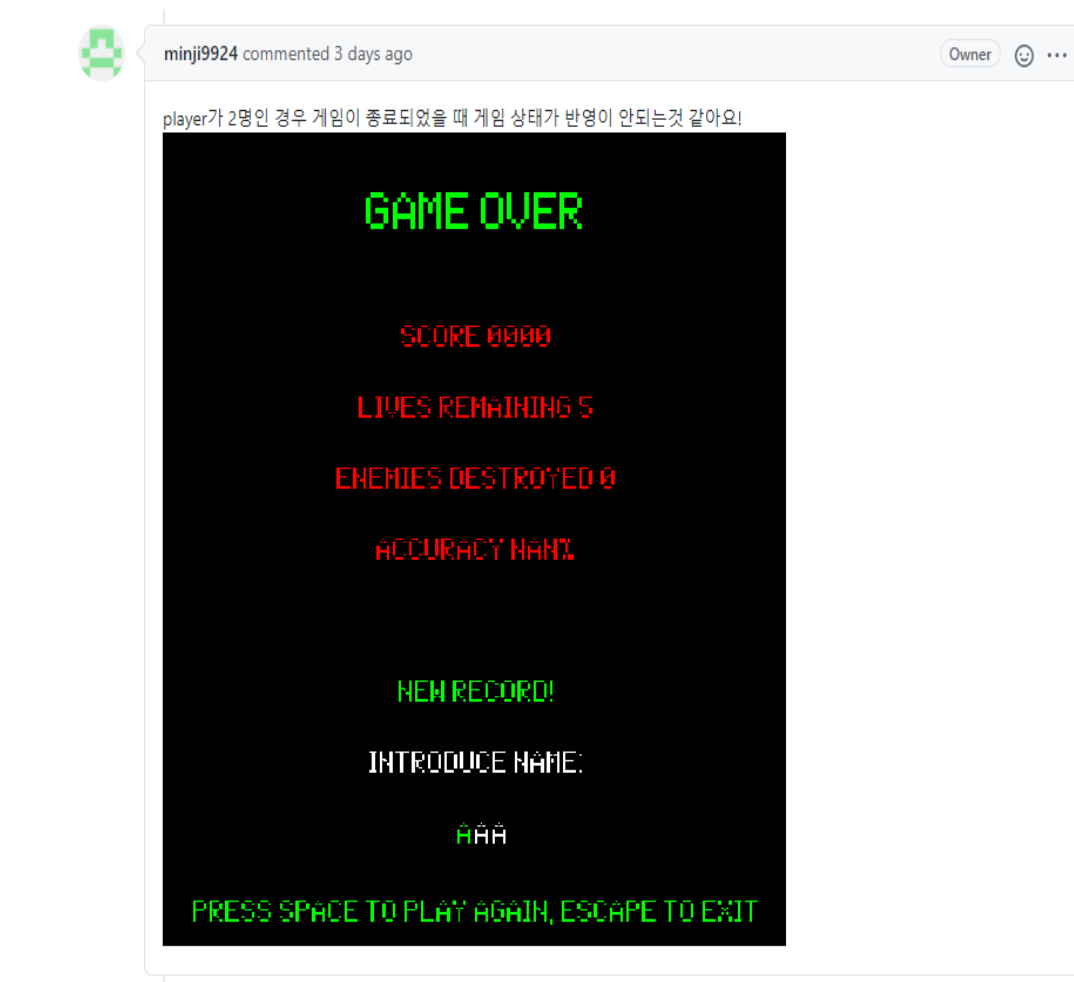 minji9924 commented 3 days ago Owner
player가 2명인 경우 게임이 종료되었을 때 게임 상태가 반영이 안되는것 같아요!
GAME OVER
SCORE 0000
LIVES REMAINING 5
ENEMIES DESTROYED 0
ACCURACY NAN%
NEW RECORD!
INTRODUCE NAME:
AAA
PRESS SPACE TO PLAY AGAIN, ESCAPE TO EXIT